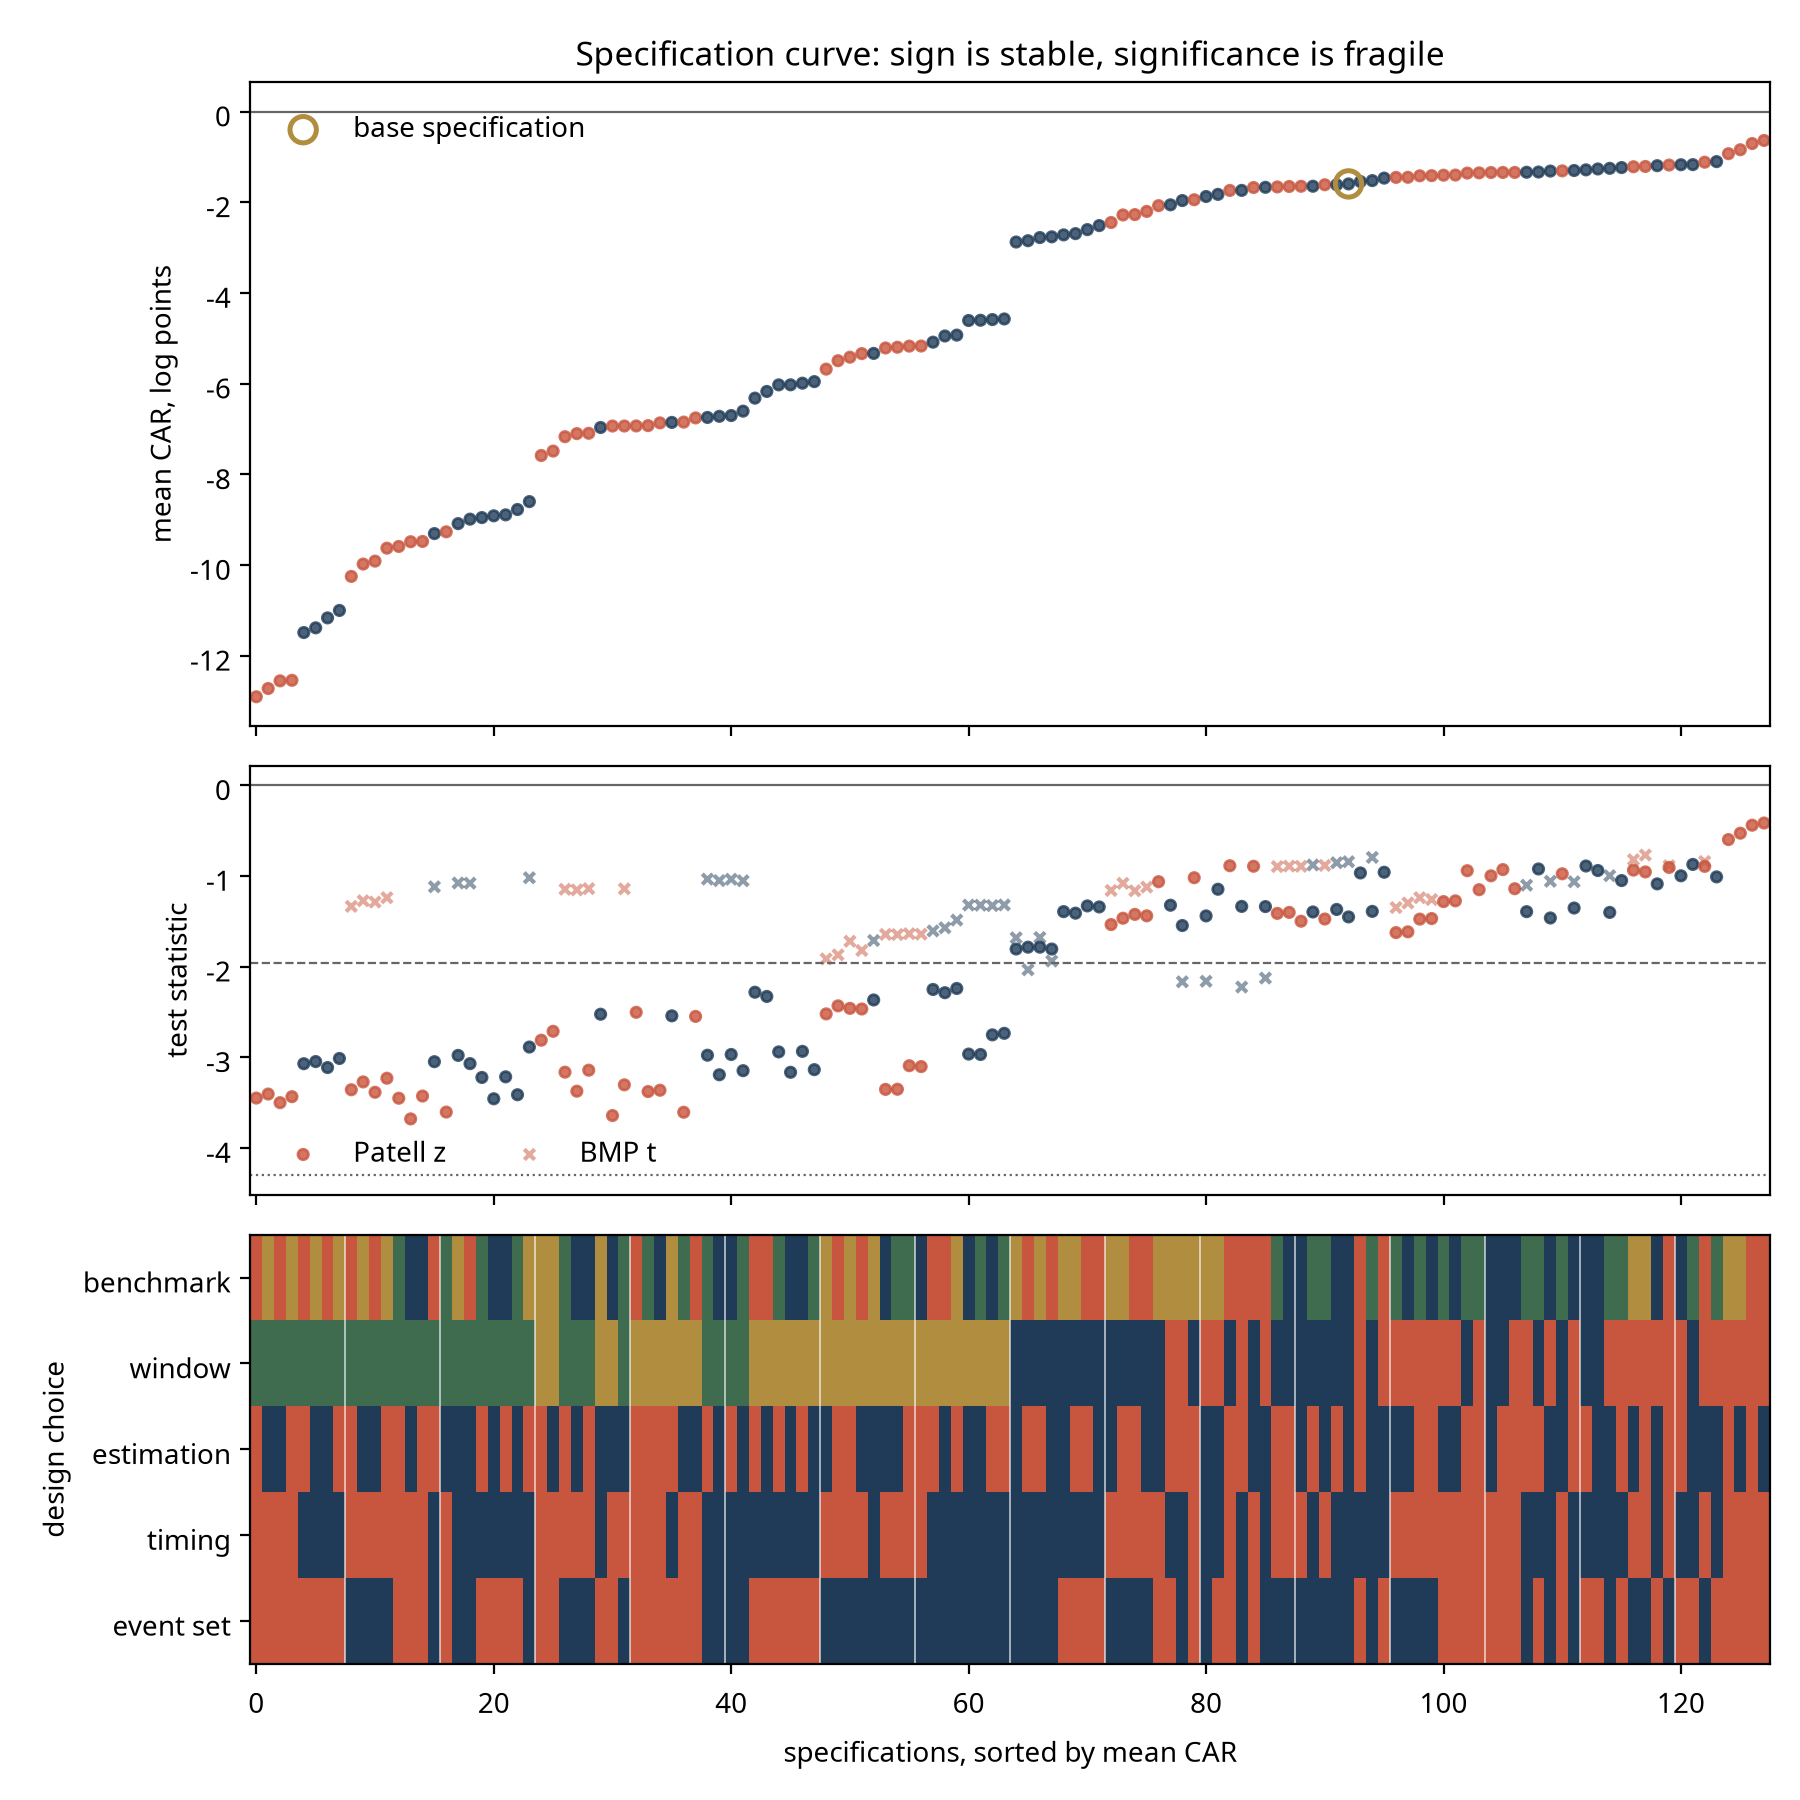 Specification curve: sign is stable, significance is fragile
0
-2
-4
-6
-8
-10
-12
mean CAR, log points
base specification
0
-1
-2
-3
-4
test statistic
Patell z
BMP t
design choice
benchmark
window
estimation
timing
event set
0 20 40 60 80 100 120
specifications, sorted by mean CAR